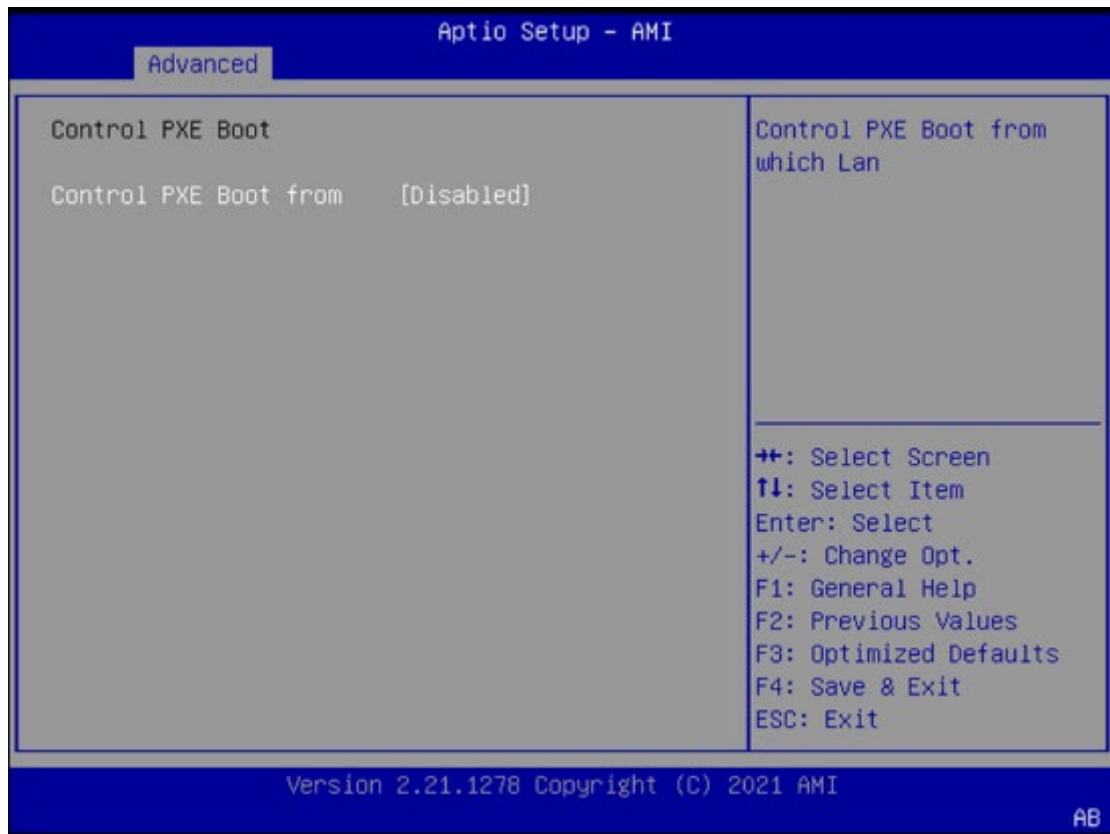 Aptio Setup – AMI
Advanced
Control PXE Boot
Control PXE Boot from [Disabled]
Control PXE Boot from
which Lan
→←: Select Screen
↑↓: Select Item
Enter: Select
+/-: Change Opt.
F1: General Help
F2: Previous Values
F3: Optimized Defaults
F4: Save & Exit
ESC: Exit
Version 2.21.1278 Copyright (C) 2021 AMI
AB